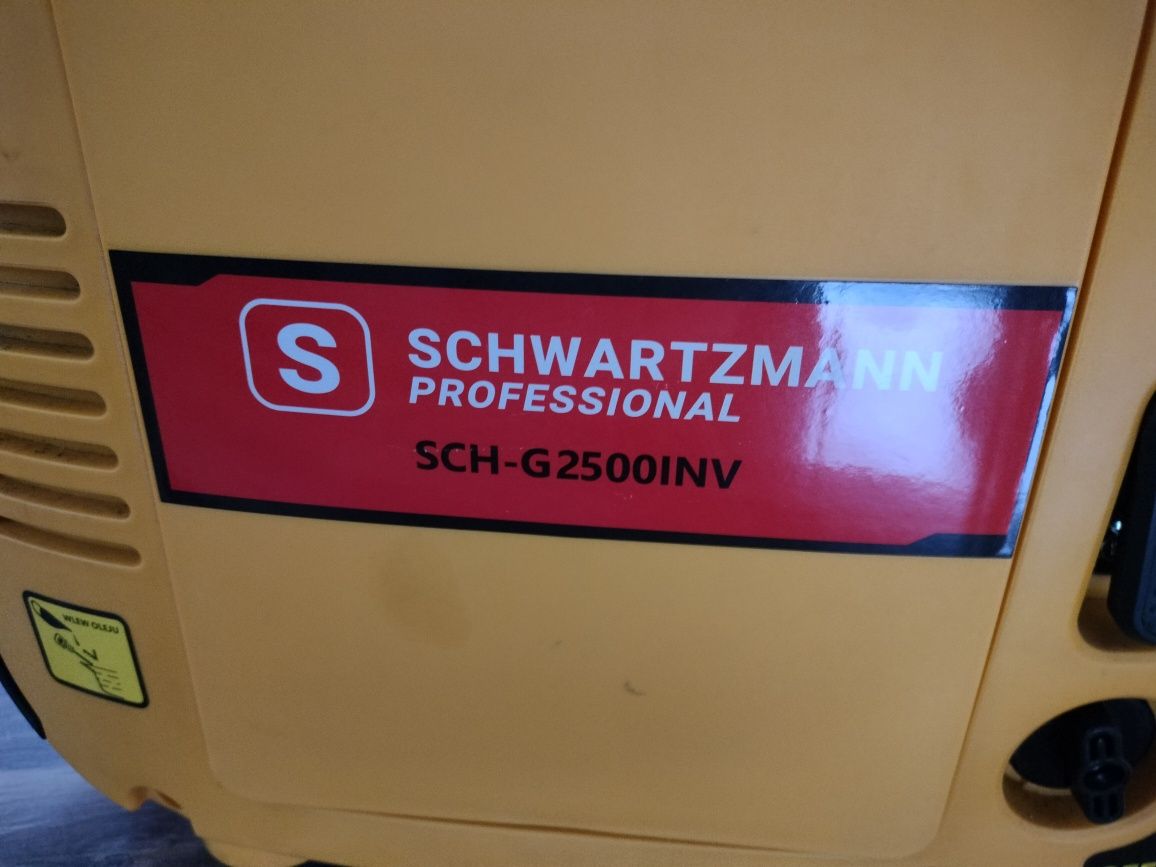 S
SCHWARTZMANN
PROFESSIONAL
SCH-G2500INV
WLEW OLEJU